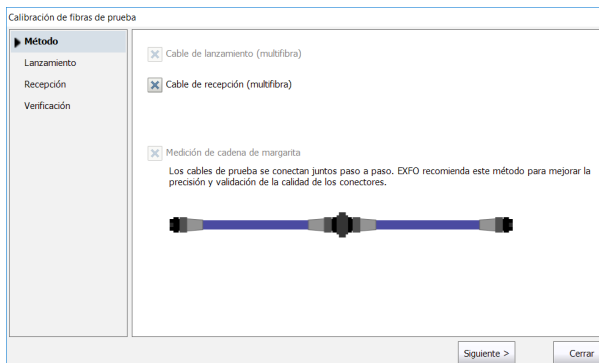 Calibración de fibras de prueba
Método
Lanzamiento
Recepción
Verificación
Cable de lanzamiento (multifibra)
Cable de recepción (multifibra)
Medición de cadena de margarita
Los cables de prueba se conectan juntos paso a paso. EXFO recomienda este método para mejorar la
precisión y validación de la calidad de los conectores.
Siguiente >
Cerrar